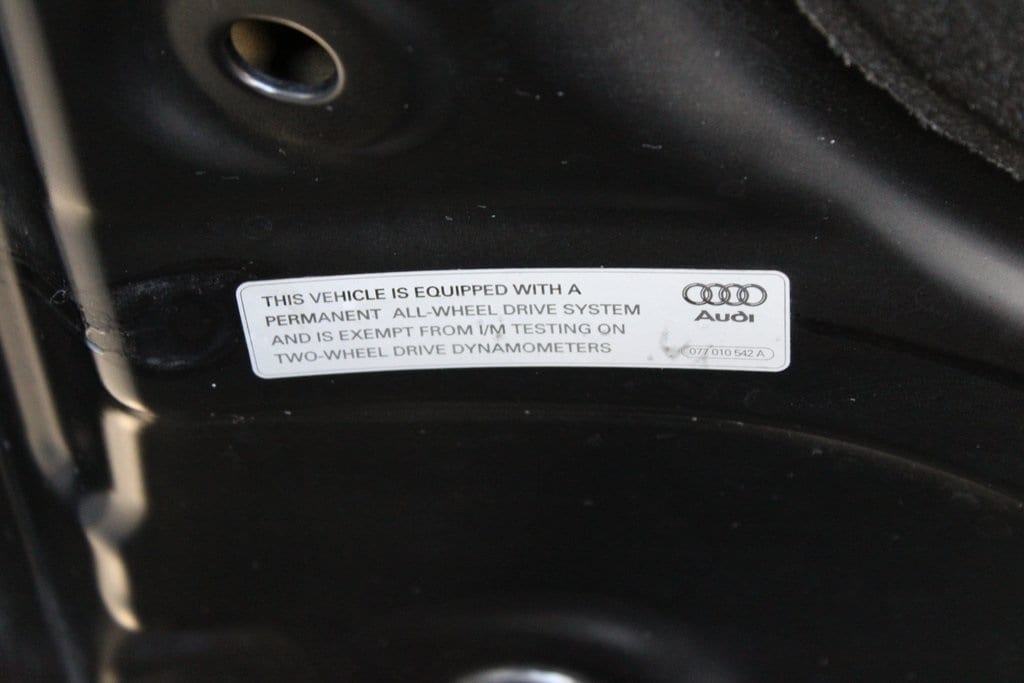 THIS VEHICLE IS EQUIPPED WITH A
PERMANENT ALL-WHEEL DRIVE SYSTEM
AND IS EXEMPT FROM I/M TESTING ON
TWO-WHEEL DRIVE DYNAMOMETERS
Audi
077 010 542 A